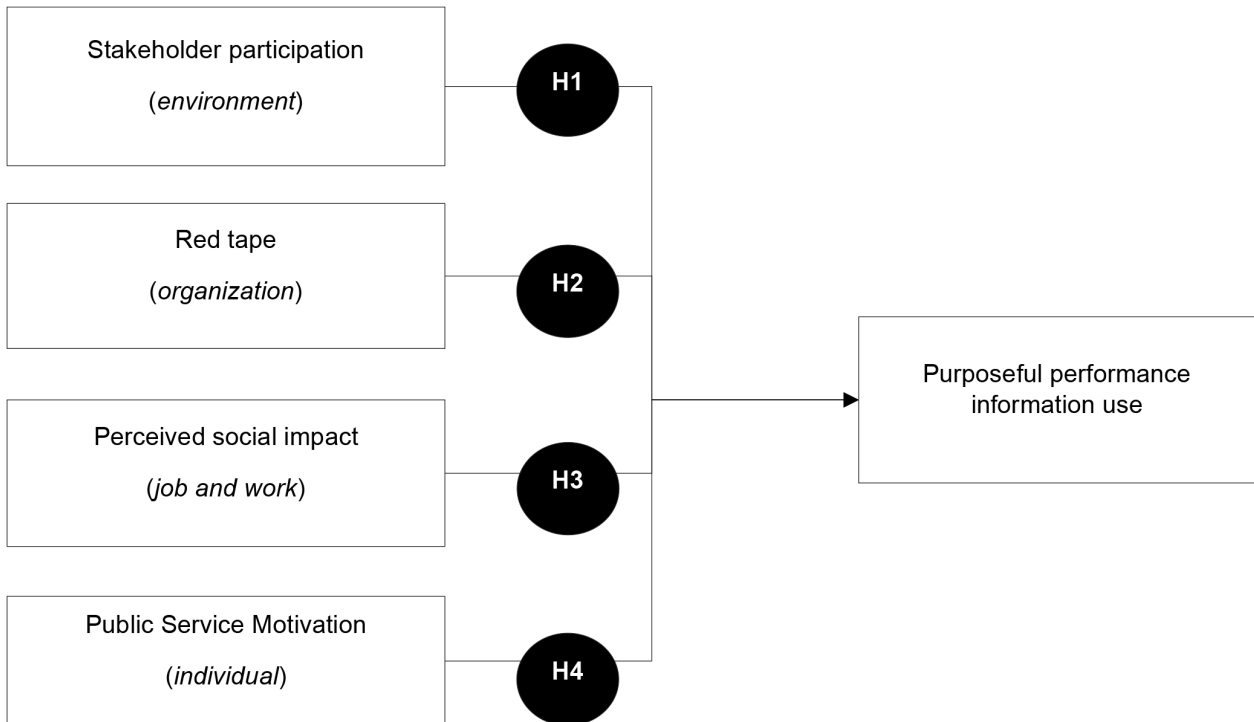 Stakeholder participation
(environment)
H1
Red tape
(organization)
H2
Perceived social impact
(job and work)
H3
Public Service Motivation
(individual)
H4
Purposeful performance
information use